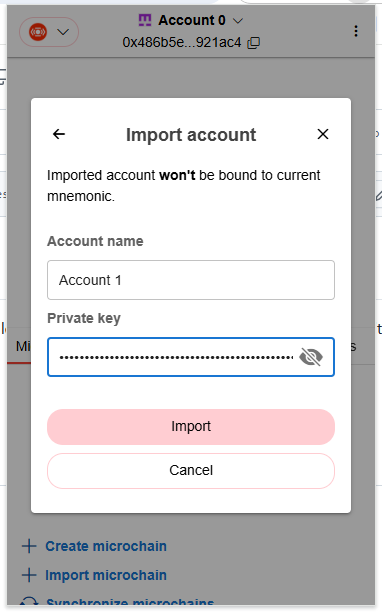 Account 0
0x486b5e...921ac4
Import account
Imported account won't be bound to current
mnemonic.
Account name
Account 1
Private key
••••••••••••••••••••••••••••••••••••••••••••••••
Mi
s
Import
Cancel
Create microchain
Import microchain
Synchronize microchains